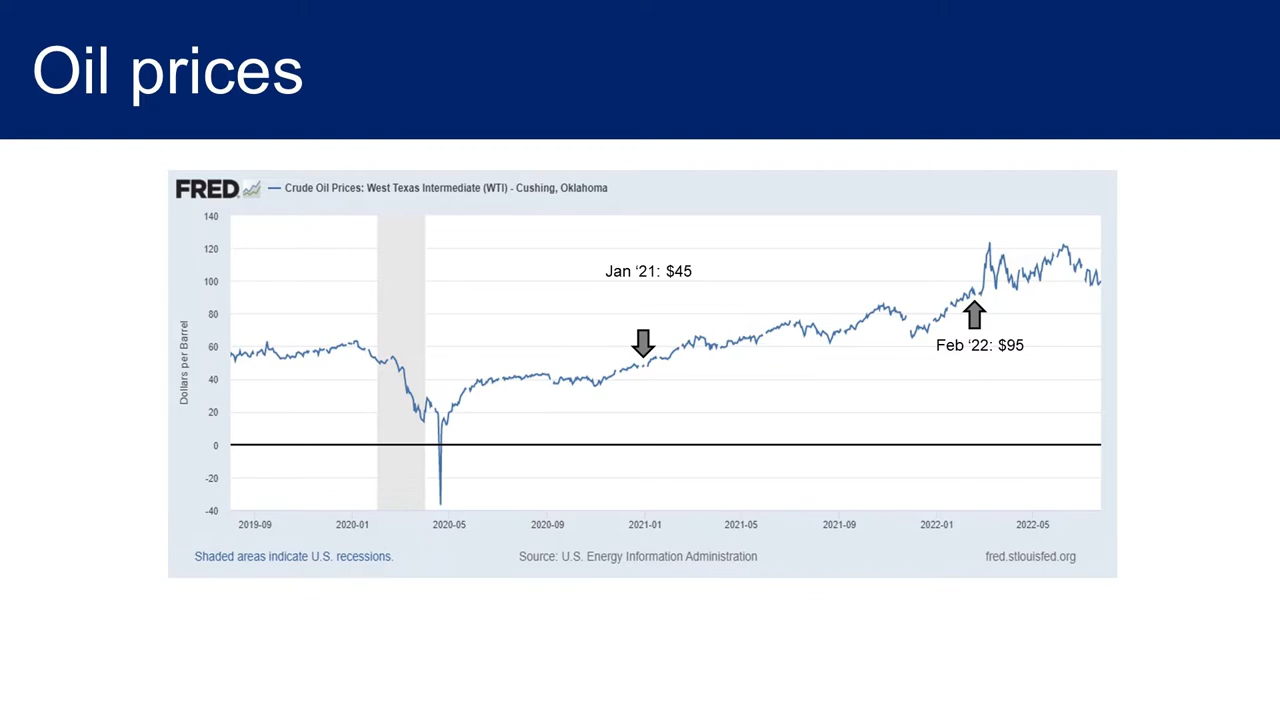 Oil prices
FRED
Crude Oil Prices: West Texas Intermediate (WTI) - Cushing, Oklahoma
140
120
100
80
60
40
20
0
-20
-40
Dollars per Barrel
Jan ‘21: $45
Feb ‘22: $95
2019-09 2020-01 2020-05 2020-09 2021-01 2021-05 2021-09 2022-01 2022-05
Shaded areas indicate U.S. recessions. Source: U.S. Energy Information Administration fred.stlouisfed.org